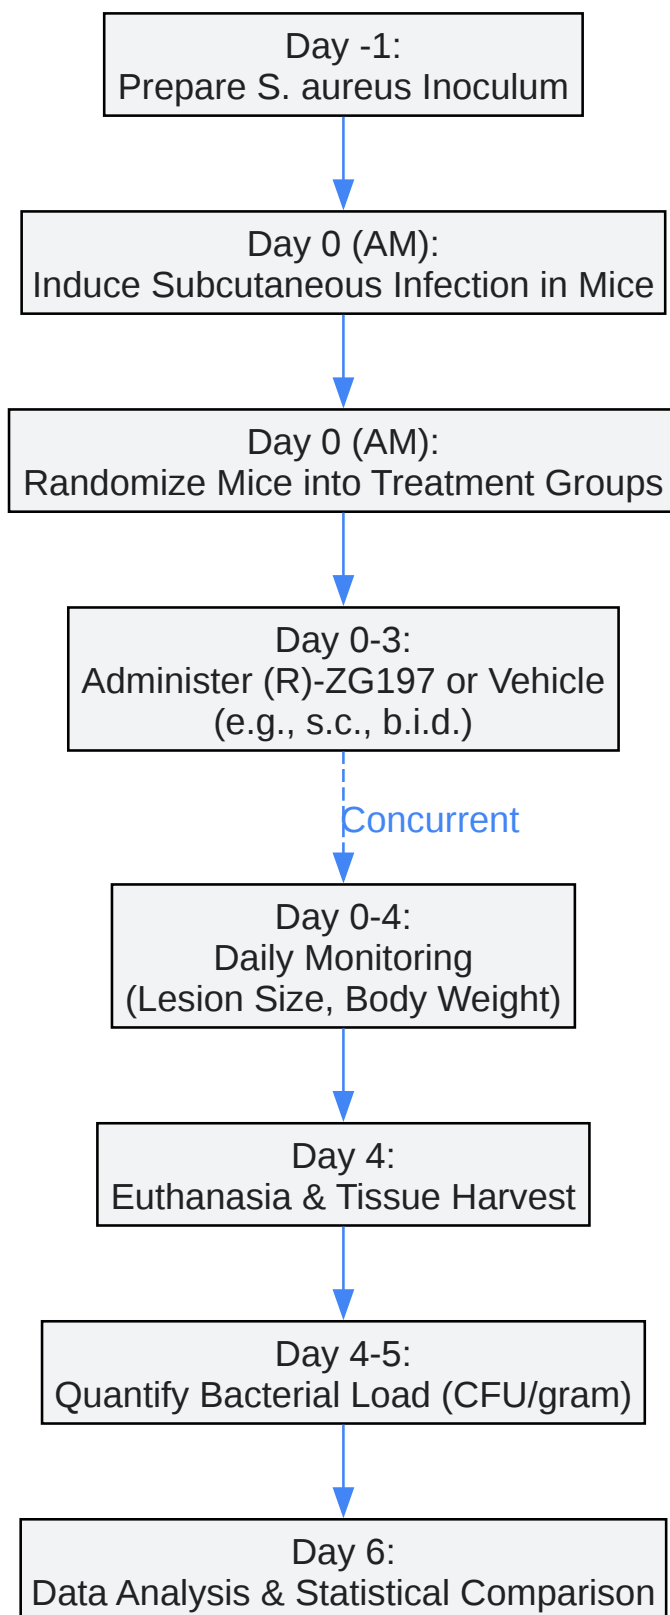 Day -1:
Prepare S. aureus Inoculum
Day 0 (AM):
Induce Subcutaneous Infection in Mice
Day 0 (AM):
Randomize Mice into Treatment Groups
Day 0-3:
Administer (R)-ZG197 or Vehicle
(e.g., s.c., b.i.d.)
Concurrent
Day 0-4:
Daily Monitoring
(Lesion Size, Body Weight)
Day 4:
Euthanasia & Tissue Harvest
Day 4-5:
Quantify Bacterial Load (CFU/gram)
Day 6:
Data Analysis & Statistical Comparison